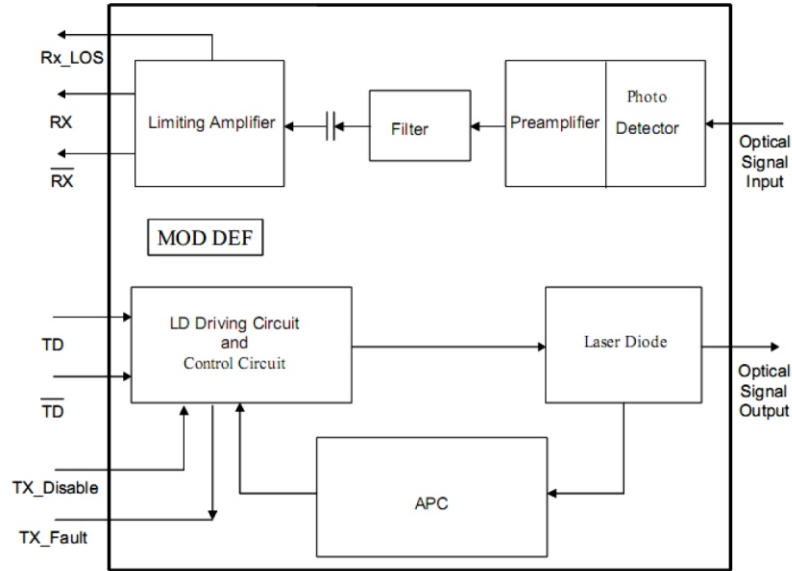 Rx_LOS
RX
RX
Limiting Amplifier
Filter
Preamplifier
Photo
Detector
Optical
Signal
Input
MOD DEF
TD
TD
LD Driving Circuit
and
Control Circuit
Laser Diode
Optical
Signal
Output
TX_Disable
TX_Fault
APC